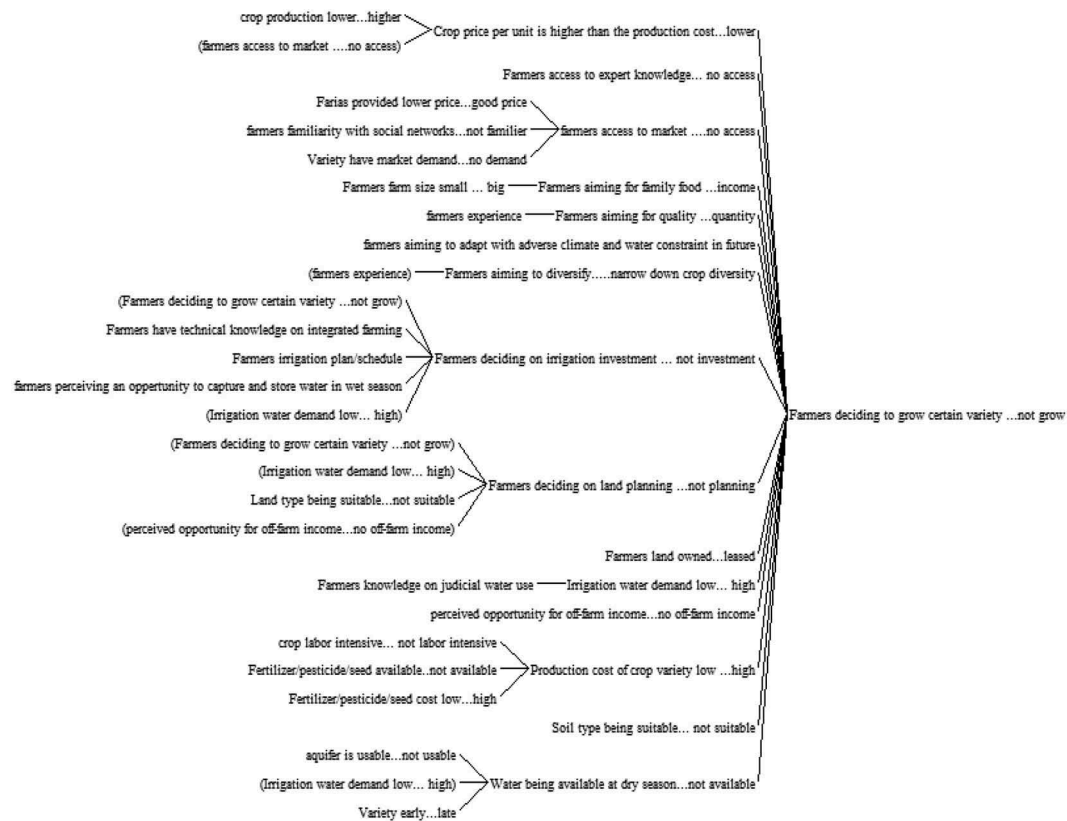 crop production lower...higher
(farmers access to market ....no access)
Crop price per unit is higher than the production cost...lower
Farmers access to expert knowledge... no access
Farias provided lower price...good price
farmers familiarity with social networks...not familier
Variety have market demand...no demand
farmers access to market ....no access
Farmers farm size small ... big
Farmers aiming for family food ...income
farmers experience
Farmers aiming for quality ...quantity
farmers aiming to adapt with adverse climate and water constraint in future
(farmers experience)
Farmers aiming to diversify.....narrow down crop diversity
(Farmers deciding to grow certain variety ...not grow)
Farmers have technical knowledge on integrated farming
Farmers irrigation plan/schedule
farmers perceiving an oppertunity to capture and store water in wet season
(Irrigation water demand low... high)
Farmers deciding on irrigation investment ... not investment
Farmers deciding to grow certain variety ...not grow
(Farmers deciding to grow certain variety ...not grow)
(Irrigation water demand low... high)
Land type being suitable...not suitable
(perceived opportunity for off-farm income...no off-farm income)
Farmers deciding on land planning ...not planning
Farmers land owned...leased
Farmers knowledge on judicial water use
Irrigation water demand low... high
perceived opportunity for off-farm income...no off-farm income
crop labor intensive... not labor intensive
Fertilizer/pesticide/seed available..not available
Fertilizer/pesticide/seed cost low...high
Production cost of crop variety low ...high
Soil type being suitable... not suitable
aquifer is usable...not usable
(Irrigation water demand low... high)
Variety early...late
Water being available at dry season...not available